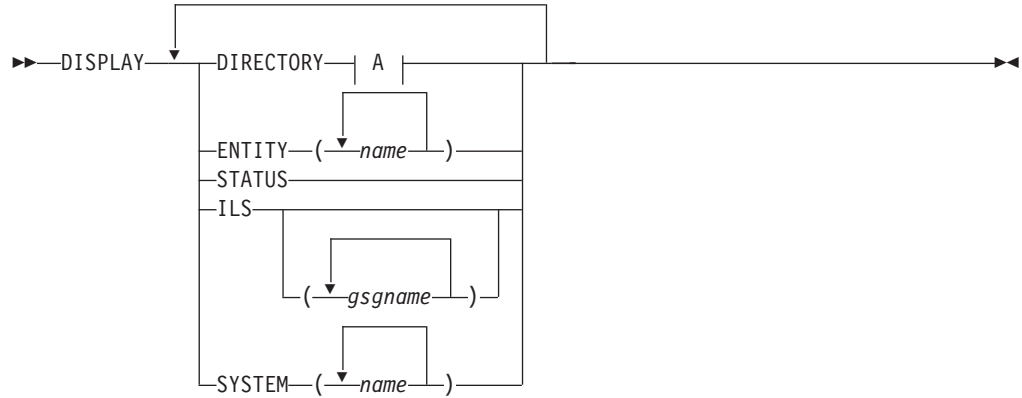 DISPLAY DIRECTORY A
ENTITY ( name )
STATUS
ILS
( gsgname )
SYSTEM ( name )